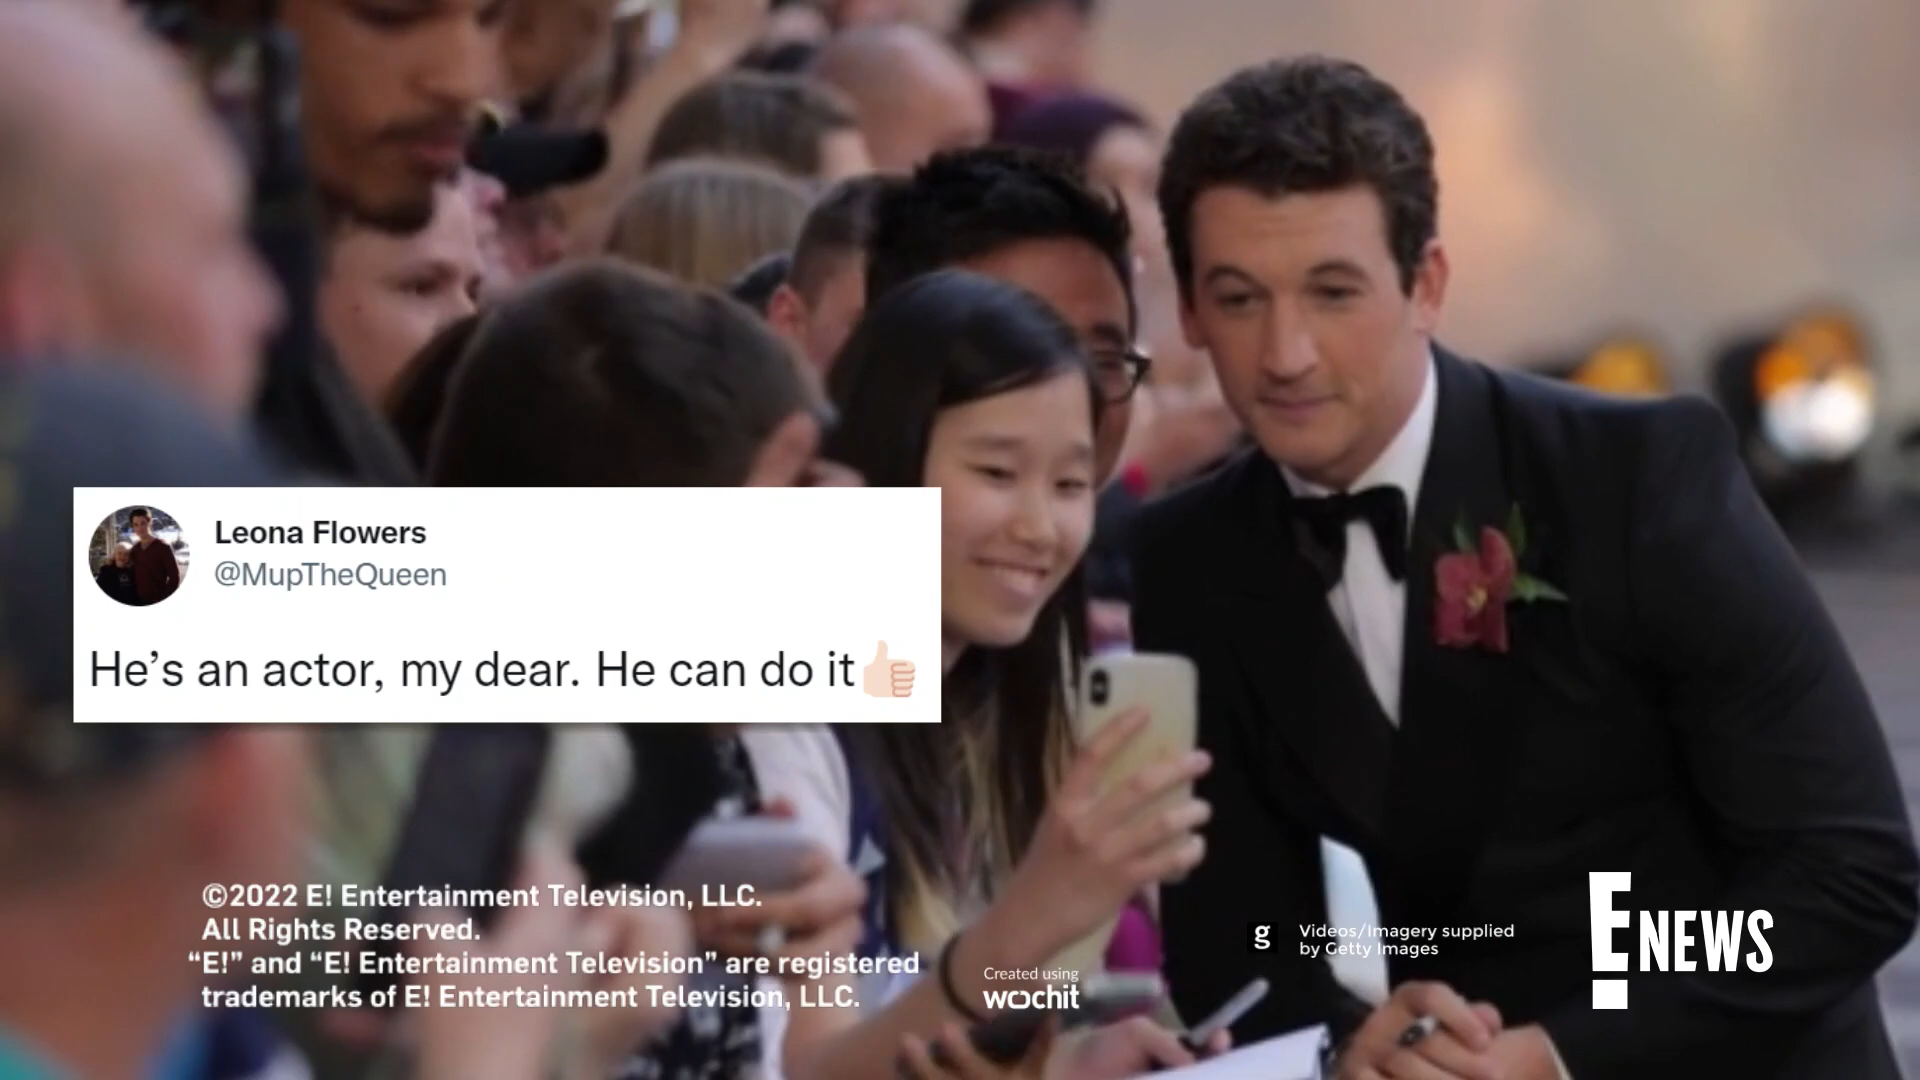 Leona Flowers
@MupTheQueen
He’s an actor, my dear. He can do it👍🏻
©2022 E! Entertainment Television, LLC.
All Rights Reserved.
“E!” and “E! Entertainment Television” are registered
trademarks of E! Entertainment Television, LLC.
Created using
wochit
g
Videos/Imagery supplied
by Getty Images
E! NEWS